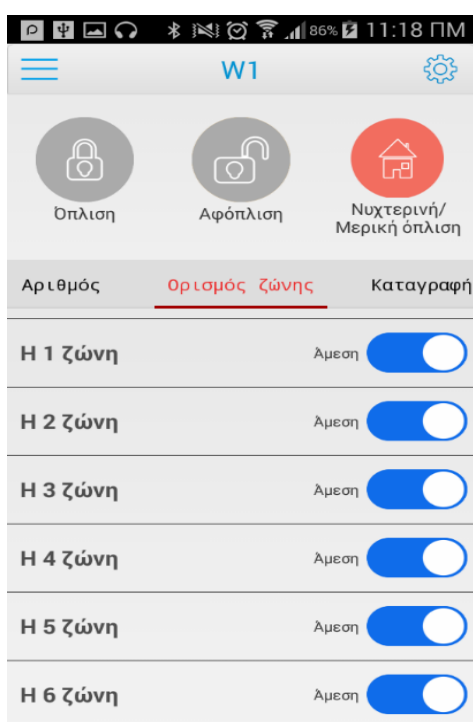 86% 11:18 ΠΜ
W1
Όπλιση
Αφόπλιση
Νυχτερινή/
Μερική όπλιση
Αριθμός Ορισμός ζώνης Καταγραφή
Η 1 ζώνη Άμεση
Η 2 ζώνη Άμεση
Η 3 ζώνη Άμεση
Η 4 ζώνη Άμεση
Η 5 ζώνη Άμεση
Η 6 ζώνη Άμεση